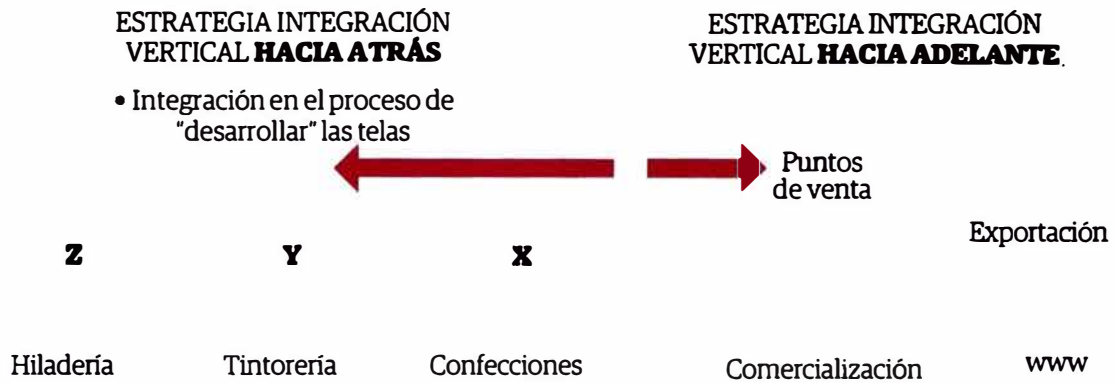 ESTRATEGIA INTEGRACIÓN
VERTICAL HACIA ATRÁS
• Integración en el proceso de
"desarrollar" las telas
ESTRATEGIA INTEGRACIÓN
VERTICAL HACIA ADELANTE.
Puntos
de venta
Exportación
Z Y X
Hiladería Tintorería Confecciones Comercialización www